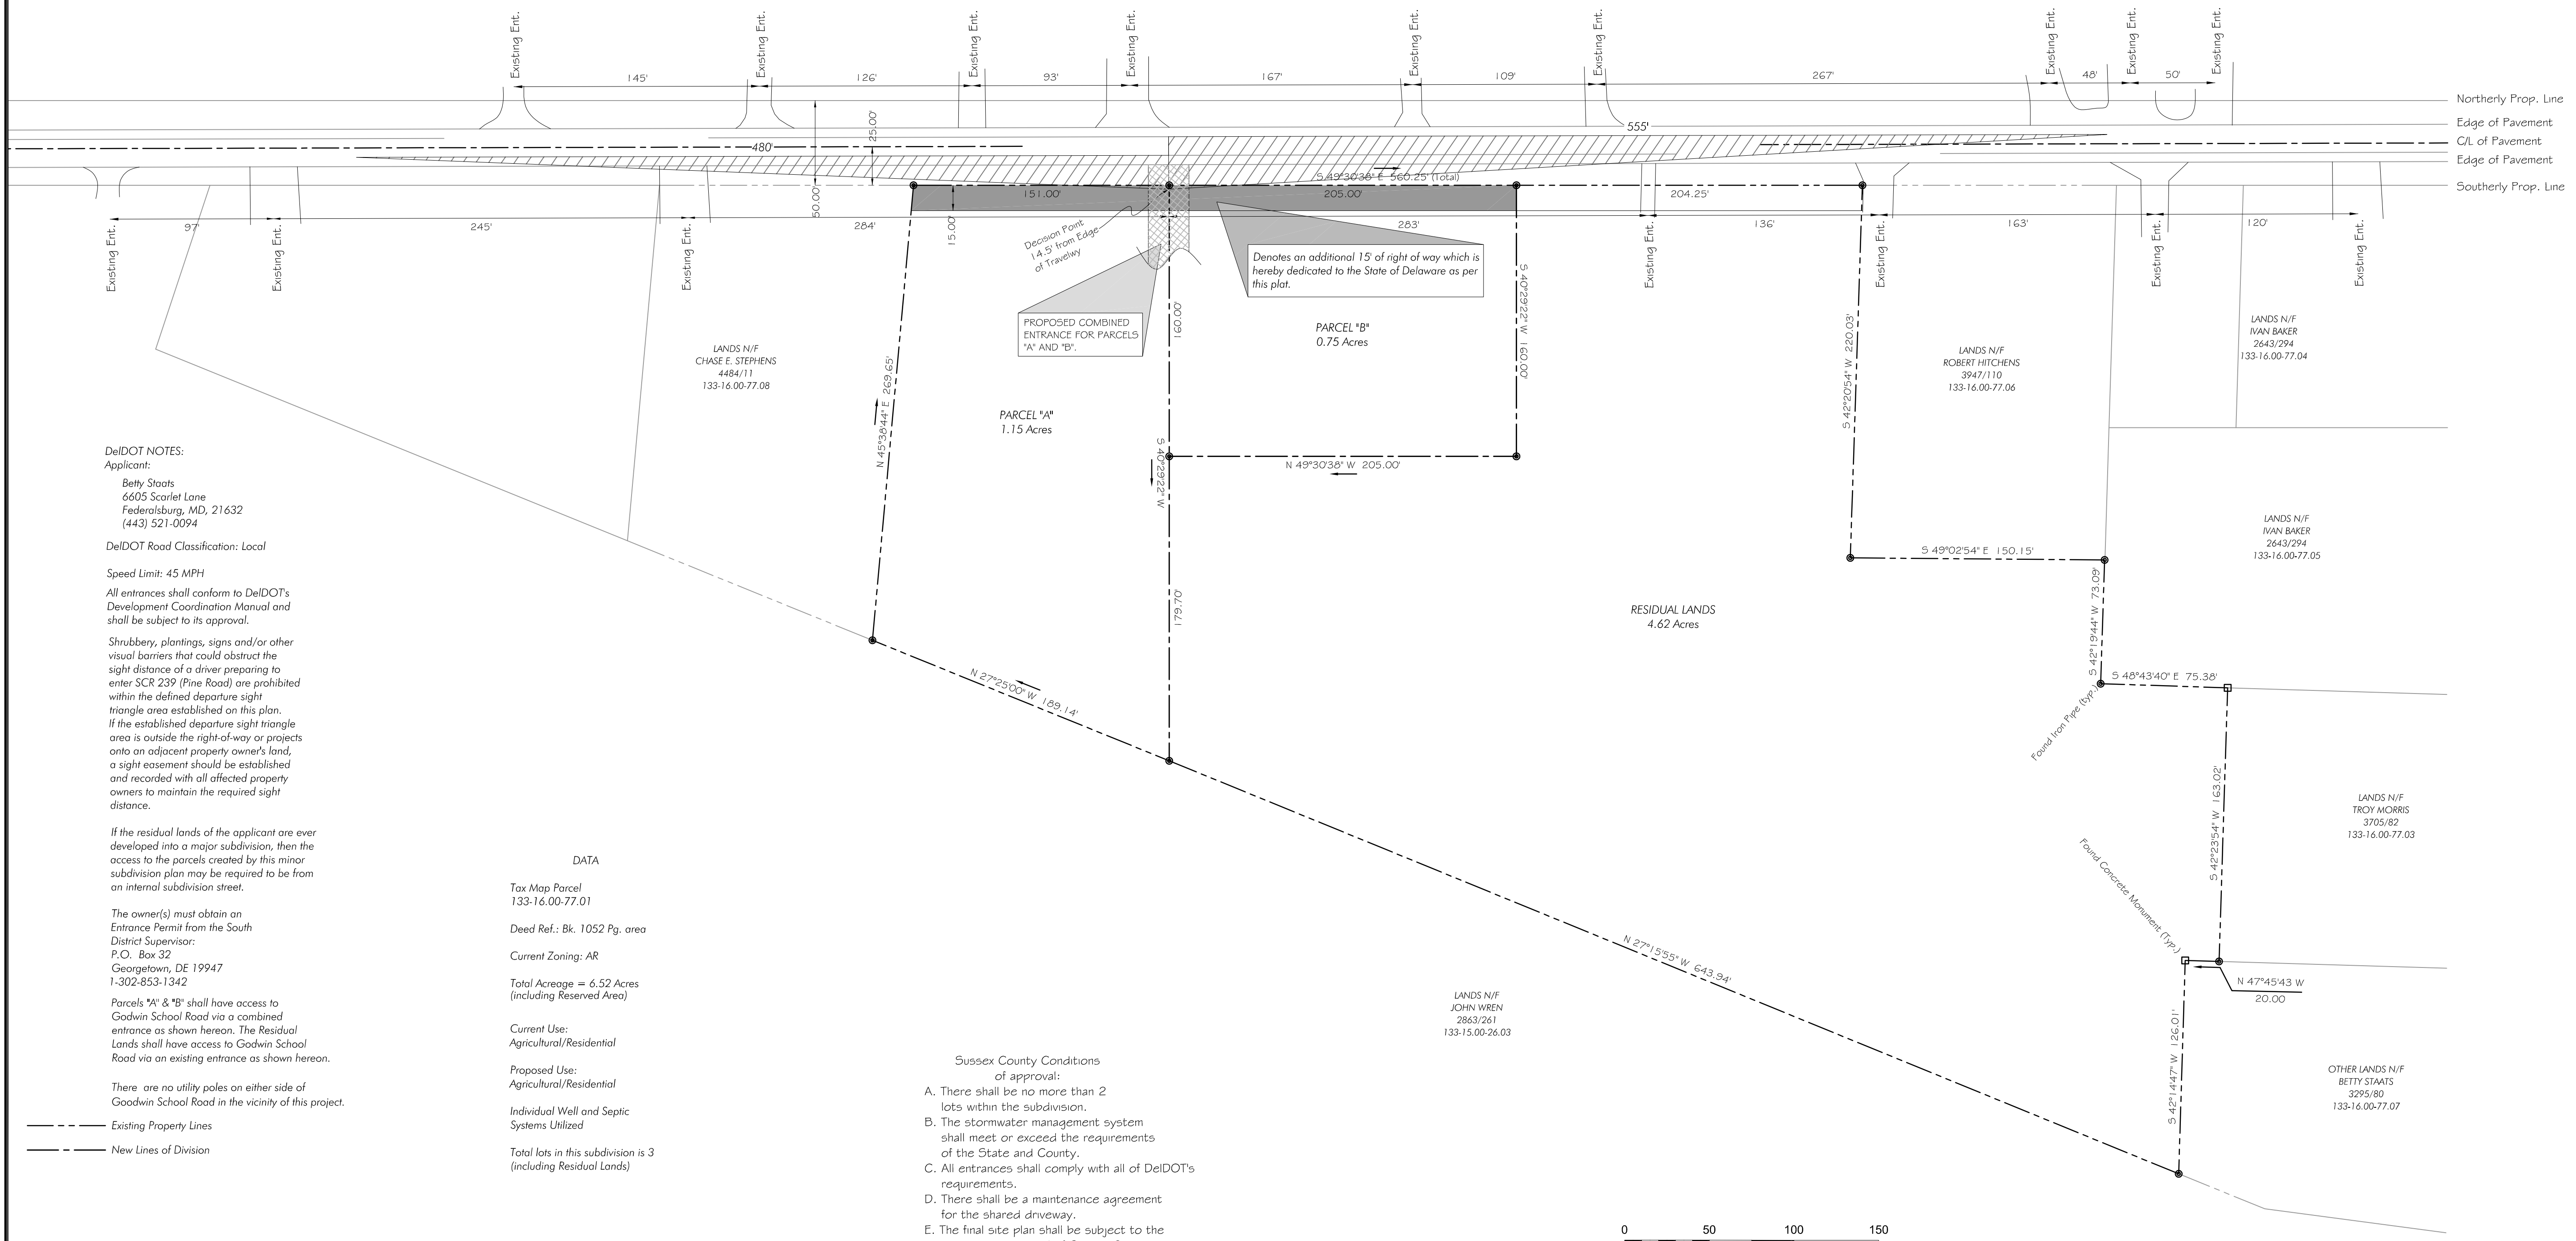 Existing Ent.
Existing Ent.
Existing Ent.
Existing Ent.
Existing Ent.
Existing Ent.
Existing Ent.
Existing Ent.
Existing Ent.
145'
126'
93'
167'
109'
267'
48'
50'
Northerly Prop. Line
Edge of Pavement
C/L of Pavement
Edge of Pavement
Southerly Prop. Line
25.00'
50.00'
480'
555'
S 49°30'38" E 560.25' (Total)
151.00'
205.00'
204.25'
15.00'
97'
245'
284'
283'
136'
163'
120'
Existing Ent.
Existing Ent.
Existing Ent.
Existing Ent.
Existing Ent.
Existing Ent.
Existing Ent.
Decision Point
14.5' from Edge
of Travelwy
Denotes an additional 15' of right of way which is
hereby dedicated to the State of Delaware as per
this plat.
PROPOSED COMBINED
ENTRANCE FOR PARCELS
"A" AND "B".
160.00'
S 40°29'22" W 160.00'
PARCEL "B"
0.75 Acres
S 42°20'54" W 220.03'
LANDS N/F
CHASE E. STEPHENS
4484/11
133-16.00-77.08
LANDS N/F
ROBERT HITCHENS
3947/110
133-16.00-77.06
LANDS N/F
IVAN BAKER
2643/294
133-16.00-77.04
N 45°38'44" E 269.65'
PARCEL "A"
1.15 Acres
S 40°29'22" W
N 49°30'38" W 205.00'
179.70'
S 49°02'54" E 150.15'
LANDS N/F
IVAN BAKER
2643/294
133-16.00-77.05
S 42°19'44" W 73.09'
RESIDUAL LANDS
4.62 Acres
N 27°25'00" W 189.14'
S 48°43'40" E 75.38'
Found Iron Pipe (typ.)
S 42°23'54" W 163.02'
LANDS N/F
TROY MORRIS
3705/82
133-16.00-77.03
Found Concrete Monument (Typ.)
N 27°15'55" W 643.94'
N 47°45'43 W
20.00
LANDS N/F
JOHN WREN
2863/261
133-15.00-26.03
S 42°14'47" W 126.01'
OTHER LANDS N/F
BETTY STAATS
3295/80
133-16.00-77.07
DelDOT NOTES:
Applicant:
Betty Staats
6605 Scarlet Lane
Federalsburg, MD, 21632
(443) 521-0094
DelDOT Road Classification: Local
Speed Limit: 45 MPH
All entrances shall conform to DelDOT's
Development Coordination Manual and
shall be subject to its approval.
Shrubbery, plantings, signs and/or other
visual barriers that could obstruct the
sight distance of a driver preparing to
enter SCR 239 (Pine Road) are prohibited
within the defined departure sight
triangle area established on this plan.
If the established departure sight triangle
area is outside the right-of-way or projects
onto an adjacent property owner's land,
a sight easement should be established
and recorded with all affected property
owners to maintain the required sight
distance.
If the residual lands of the applicant are ever
developed into a major subdivision, then the
access to the parcels created by this minor
subdivision plan may be required to be from
an internal subdivision street.
The owner(s) must obtain an
Entrance Permit from the South
District Supervisor:
P.O. Box 32
Georgetown, DE 19947
1-302-853-1342
Parcels "A" & "B" shall have access to
Godwin School Road via a combined
entrance as shown hereon. The Residual
Lands shall have access to Godwin School
Road via an existing entrance as shown hereon.
There are no utility poles on either side of
Goodwin School Road in the vicinity of this project.
Existing Property Lines
New Lines of Division
DATA
Tax Map Parcel
133-16.00-77.01
Deed Ref.: Bk. 1052 Pg. area
Current Zoning: AR
Total Acreage = 6.52 Acres
(including Reserved Area)
Current Use:
Agricultural/Residential
Proposed Use:
Agricultural/Residential
Individual Well and Septic
Systems Utilized
Total lots in this subdivision is 3
(including Residual Lands)
Sussex County Conditions
of approval:
A. There shall be no more than 2
lots within the subdivision.
B. The stormwater management system
shall meet or exceed the requirements
of the State and County.
C. All entrances shall comply with all of DelDOT's
requirements.
D. There shall be a maintenance agreement
for the shared driveway.
E. The final site plan shall be subject to the
0 50 100 150